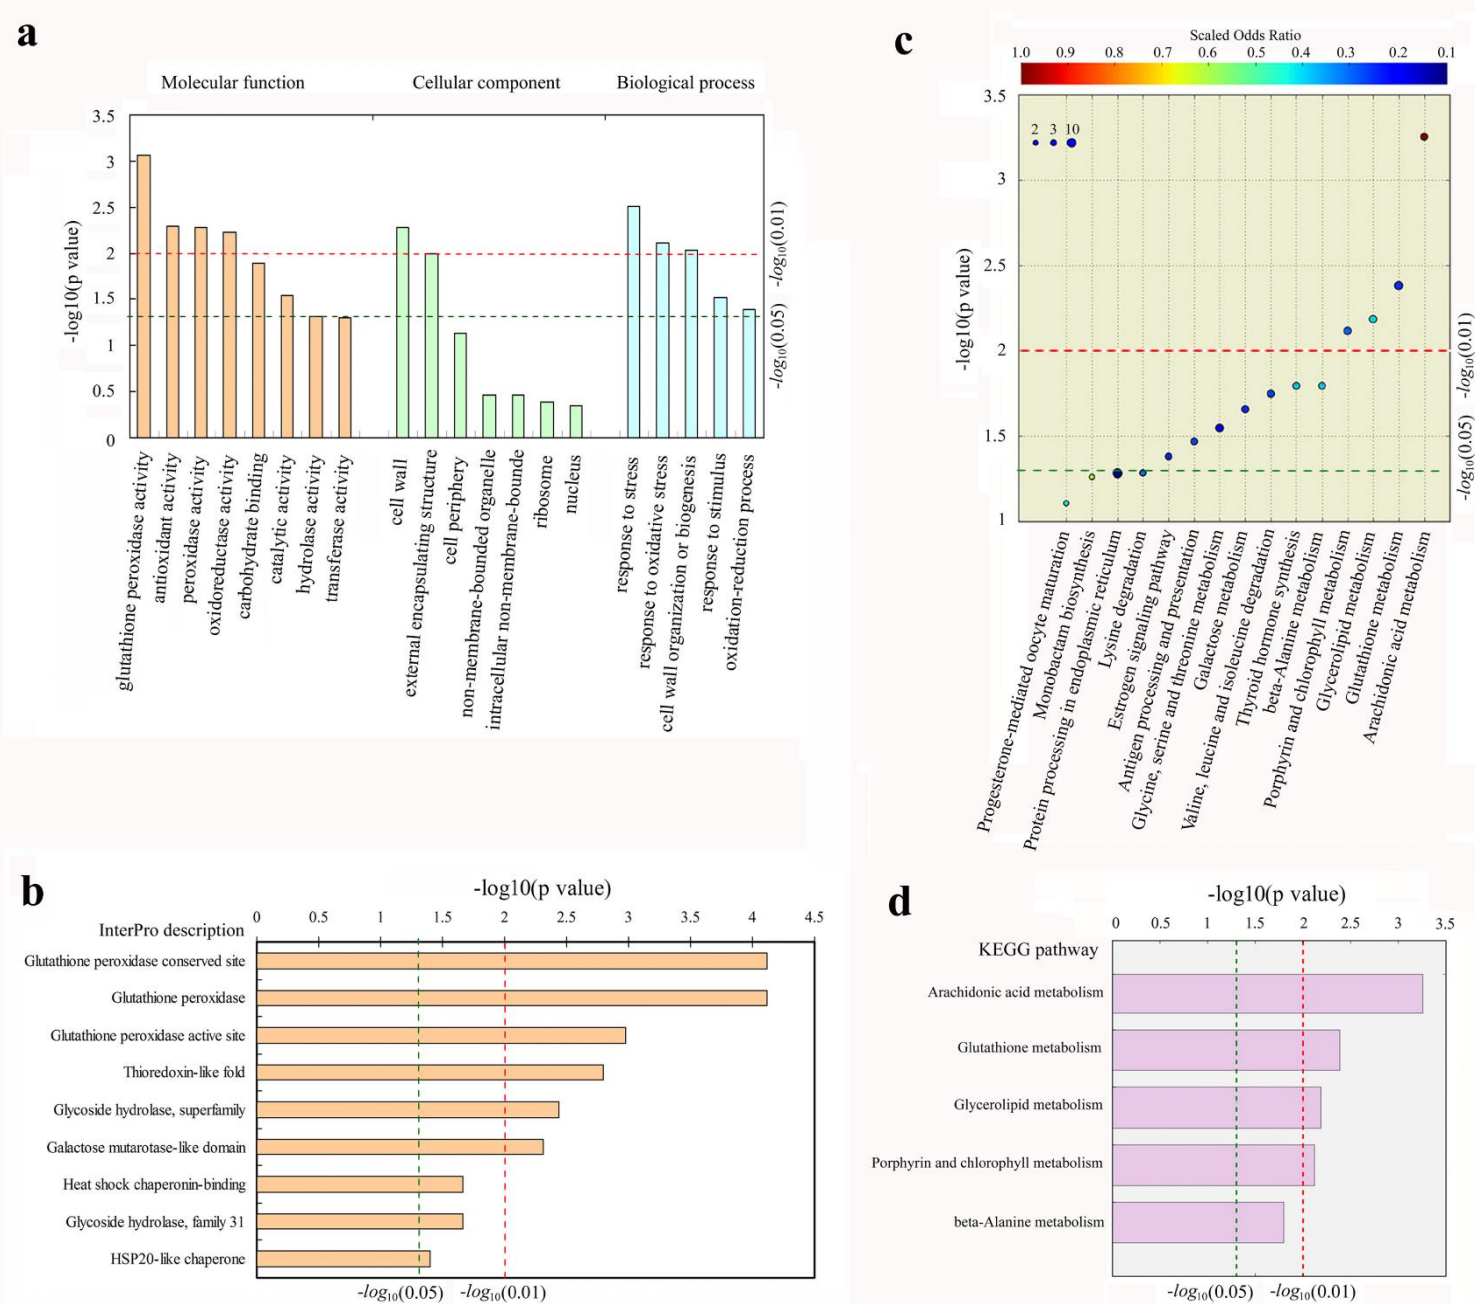 a
Molecular function
Cellular component
Biological process
-log10(p value)
3.5
3
2.5
2
1.5
1
0.5
0
-log10(0.01)
-log10(0.05)
glutathione peroxidase activity
antioxidant activity
peroxidase activity
oxidoreductase activity
carbohydrate binding
catalytic activity
hydrolase activity
transferase activity
cell wall
external encapsulating structure
cell periphery
non-membrane-bounded organelle
intracellular non-membrane-bounde
ribosome
nucleus
response to stress
response to oxidative stress
cell wall organization or biogenesis
response to stimulus
oxidation-reduction process
c
Scaled Odds Ratio
1.0 0.9 0.8 0.7 0.6 0.5 0.4 0.3 0.2 0.1
2 3 10
-log10(p value)
3.5
3
2.5
2
1.5
1
-log10(0.01)
-log10(0.05)
Progesterone-mediated oocyte maturation
Monobactam biosynthesis
Protein processing in endoplasmic reticulum
Lysine degradation
Estrogen signaling pathway
Antigen processing and presentation
Glycine, serine and threonine metabolism
Galactose metabolism
Valine, leucine and isoleucine degradation
Thyroid hormone synthesis
beta-Alanine metabolism
Porphyrin and chlorophyll metabolism
Glycerolipid metabolism
Glutathione metabolism
Arachidonic acid metabolism
b
-log10(p value)
0 0.5 1 1.5 2 2.5 3 3.5 4 4.5
InterPro description
Glutathione peroxidase conserved site
Glutathione peroxidase
Glutathione peroxidase active site
Thioredoxin-like fold
Glycoside hydrolase, superfamily
Galactose mutarotase-like domain
Heat shock chaperonin-binding
Glycoside hydrolase, family 31
HSP20-like chaperone
-log10(0.05) -log10(0.01)
d
-log10(p value)
0 0.5 1 1.5 2 2.5 3 3.5
KEGG pathway
Arachidonic acid metabolism
Glutathione metabolism
Glycerolipid metabolism
Porphyrin and chlorophyll metabolism
beta-Alanine metabolism
-log10(0.05) -log10(0.01)